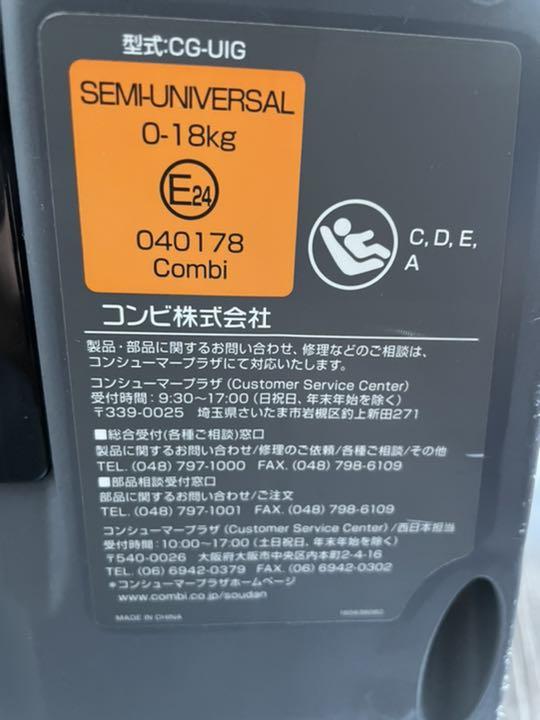 型式:CG-UIG
SEMI-UNIVERSAL
0-18kg
E24
040178
Combi
C, D, E,
A
コンビ株式会社
製品・部品に関するお問い合わせ、修理などのご相談は、
コンシューマープラザにて対応いたします。
コンシューマープラザ (Customer Service Center)
受付時間：9:30～17:00 (日祝日、年末年始を除く)
〒339-0025 埼玉県さいたま市岩槻区釣上新田271
■総合受付(各種ご相談)窓口
製品に関するお問い合わせ/修理のご依頼/各種ご相談/その他
TEL. (048) 797-1000 FAX. (048) 798-6109
■部品相談受付窓口
部品に関するお問い合わせ/ご注文
TEL. (048) 797-1001 FAX. (048) 798-6109
コンシューマープラザ (Customer Service Center) /西日本担当
受付時間：10:00～17:00 (土日祝日、年末年始を除く)
〒540-0026 大阪府大阪市中央区内本町2-4-16
TEL. (06) 6942-0379 FAX. (06) 6942-0302
*コンシューマープラザホームページ
www.combi.co.jp/soudan
MADE IN CHINA